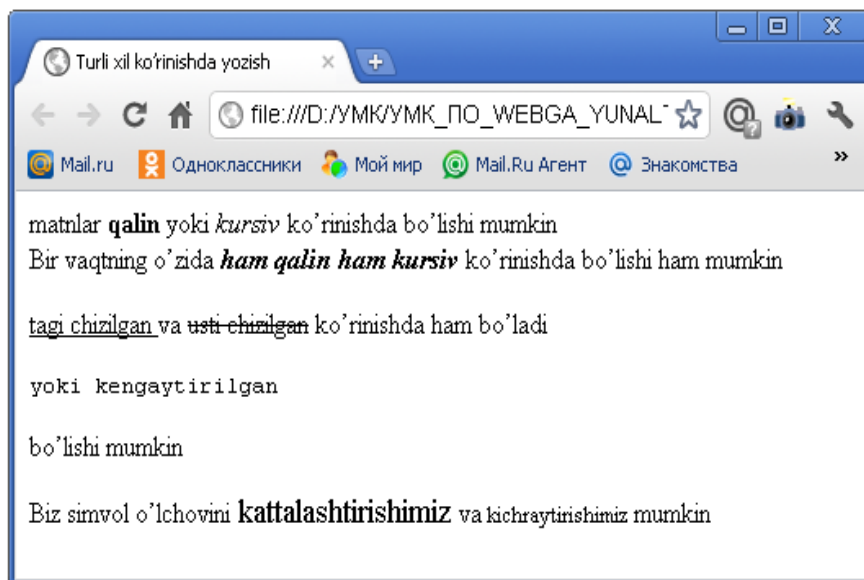 Turli xil ko'rinishda yozish
file:///D:/УМК/УМК_ПО_WEBGA_YUNAL
Mail.ru Одноклассники Мой мир Mail.Ru Агент Знакомства »
matnlar qalin yoki kursiv ko’rinishda bo’lishi mumkin
Bir vaqtning o’zida ham qalin ham kursiv ko’rinishda bo’lishi ham mumkin
tagi chizilgan va usti chizilgan ko’rinishda ham bo’ladi
yoki kengaytirilgan
bo’lishi mumkin
Biz simvol o’lchovini kattalashtirishimiz va kichraytirishimiz mumkin